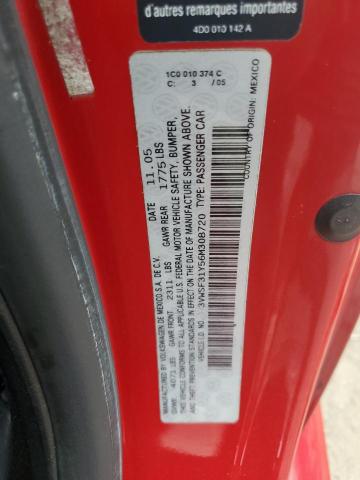 d'autres remarques importantes
4D0 010 142 A
1C0 010 374 C
C: 3 / 05
MANUFACTURED BY VOLKSWAGEN DE MEXICO,S.A. DE C.V. DATE 11.05
GVWR 4071 LBS GAWR FRONT 2311 LBS GAWR REAR 1775 LBS
THIS VEHICLE CONFORMS TO ALL APPLICABLE U.S. FEDERAL MOTOR VEHICLE SAFETY, BUMPER,
AND THEFT PREVENTION STANDARDS IN EFFECT ON THE DATE OF MANUFACTURE SHOWN ABOVE.
3VWSF31Y56M308720 TYPE: PASSENGER CAR
COUNTRY OF ORIGIN: MEXICO